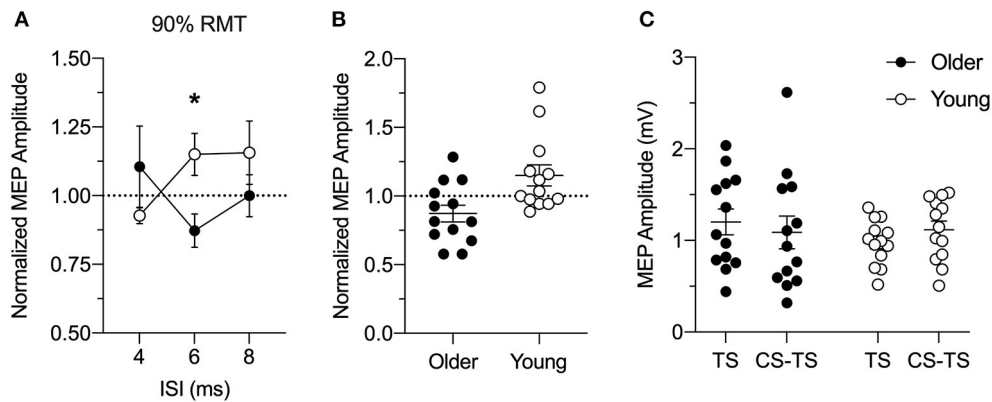 A
90% RMT
Normalized MEP Amplitude
1.50
1.25
1.00
0.75
0.50
*
4 6 8
ISI (ms)
B
Normalized MEP Amplitude
2.0
1.5
1.0
0.5
0.0
Older Young
C
MEP Amplitude (mV)
3
2
1
0
TS CS-TS TS CS-TS
Older
Young